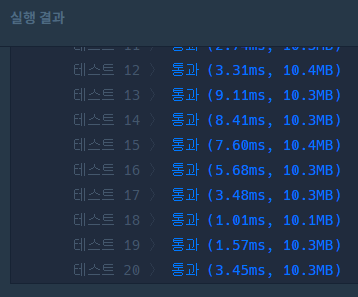 실행 결과
테스트 11 〉 통과 (2.74ms, 10.3MB)
테스트 12 〉 통과 (3.31ms, 10.4MB)
테스트 13 〉 통과 (9.11ms, 10.3MB)
테스트 14 〉 통과 (8.41ms, 10.3MB)
테스트 15 〉 통과 (7.60ms, 10.4MB)
테스트 16 〉 통과 (5.68ms, 10.3MB)
테스트 17 〉 통과 (3.48ms, 10.3MB)
테스트 18 〉 통과 (1.01ms, 10.1MB)
테스트 19 〉 통과 (1.57ms, 10.3MB)
테스트 20 〉 통과 (3.45ms, 10.3MB)